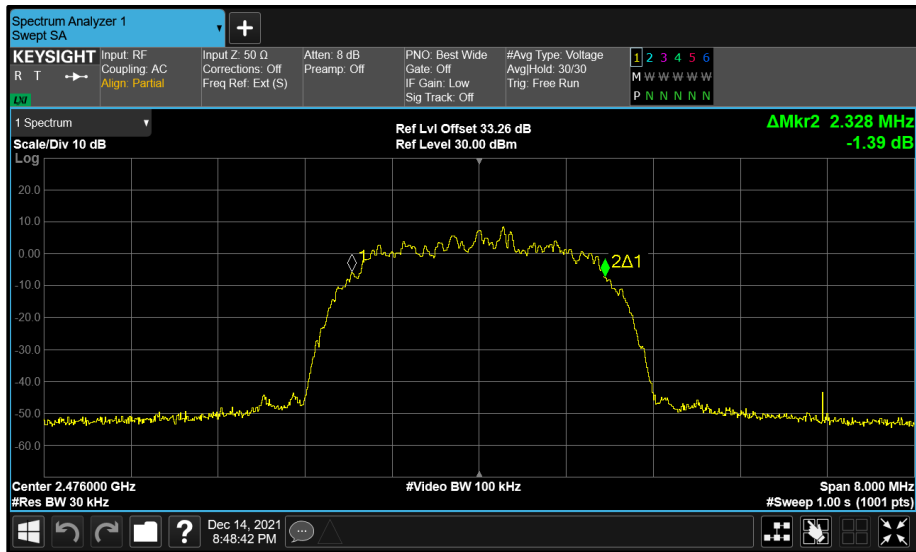 Spectrum Analyzer 1
Swept SA
+
KEYSIGHT
R T
LXI
Input: RF
Coupling: AC
Align: Partial
Input Z: 50 Ω
Corrections: Off
Freq Ref: Ext (S)
Atten: 8 dB
Preamp: Off
PNO: Best Wide
Gate: Off
IF Gain: Low
Sig Track: Off
#Avg Type: Voltage
Avg|Hold: 30/30
Trig: Free Run
1 2 3 4 5 6
M W W W W W
P N N N N N
1 Spectrum
Scale/Div 10 dB
Ref Lvl Offset 33.26 dB
Ref Level 30.00 dBm
ΔMkr2 2.328 MHz
-1.39 dB
Log
20.0
10.0
0.00
-10.0
-20.0
-30.0
-40.0
-50.0
-60.0
1
2Δ1
Center 2.476000 GHz
#Video BW 100 kHz
Span 8.000 MHz
#Res BW 30 kHz
#Sweep 1.00 s (1001 pts)
?
Dec 14, 2021
8:48:42 PM